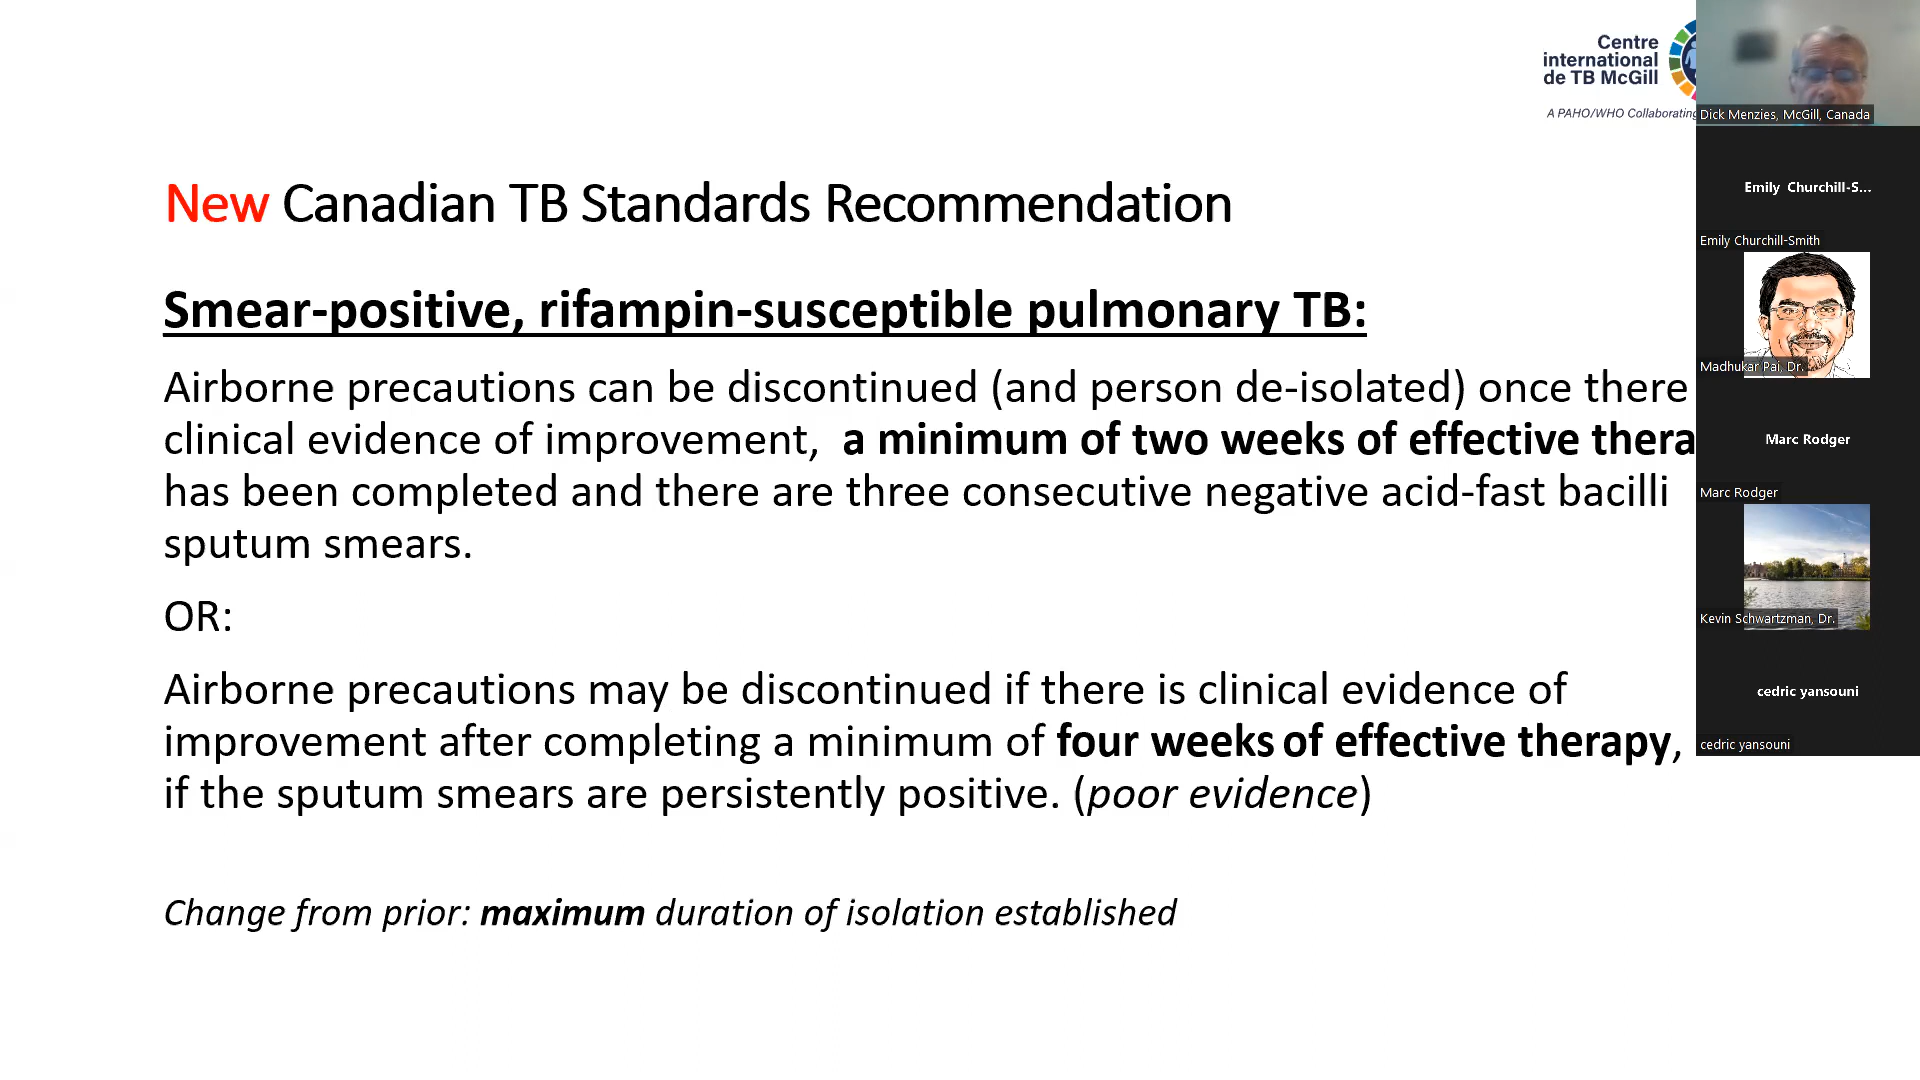 Centre
international
de TB McGill
A PAHO/WHO Collaborating
New Canadian TB Standards Recommendation
Smear-positive, rifampin-susceptible pulmonary TB:
Airborne precautions can be discontinued (and person de-isolated) once there
clinical evidence of improvement, a minimum of two weeks of effective thera
has been completed and there are three consecutive negative acid-fast bacilli
sputum smears.
OR:
Airborne precautions may be discontinued if there is clinical evidence of
improvement after completing a minimum of four weeks of effective therapy,
if the sputum smears are persistently positive. (poor evidence)
Change from prior: maximum duration of isolation established
Dick Menzies, McGill, Canada
Emily Churchill-S...
Emily Churchill-Smith
Madhukar Pai, Dr.
Marc Rodger
Marc Rodger
Kevin Schwartzman, Dr.
cedric yansouni
cedric yansouni